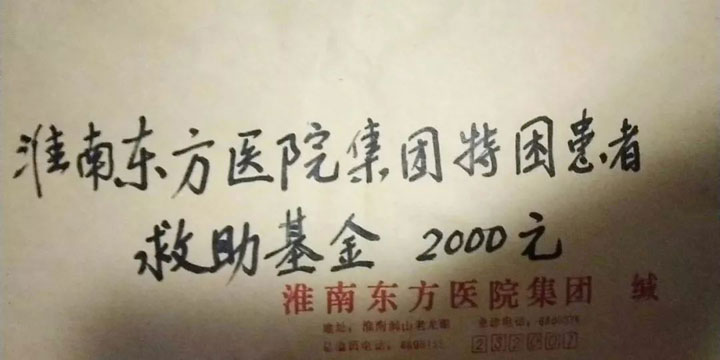 淮南东方医院集团特困患者
救助基金 2000元
淮南东方医院集团 缄